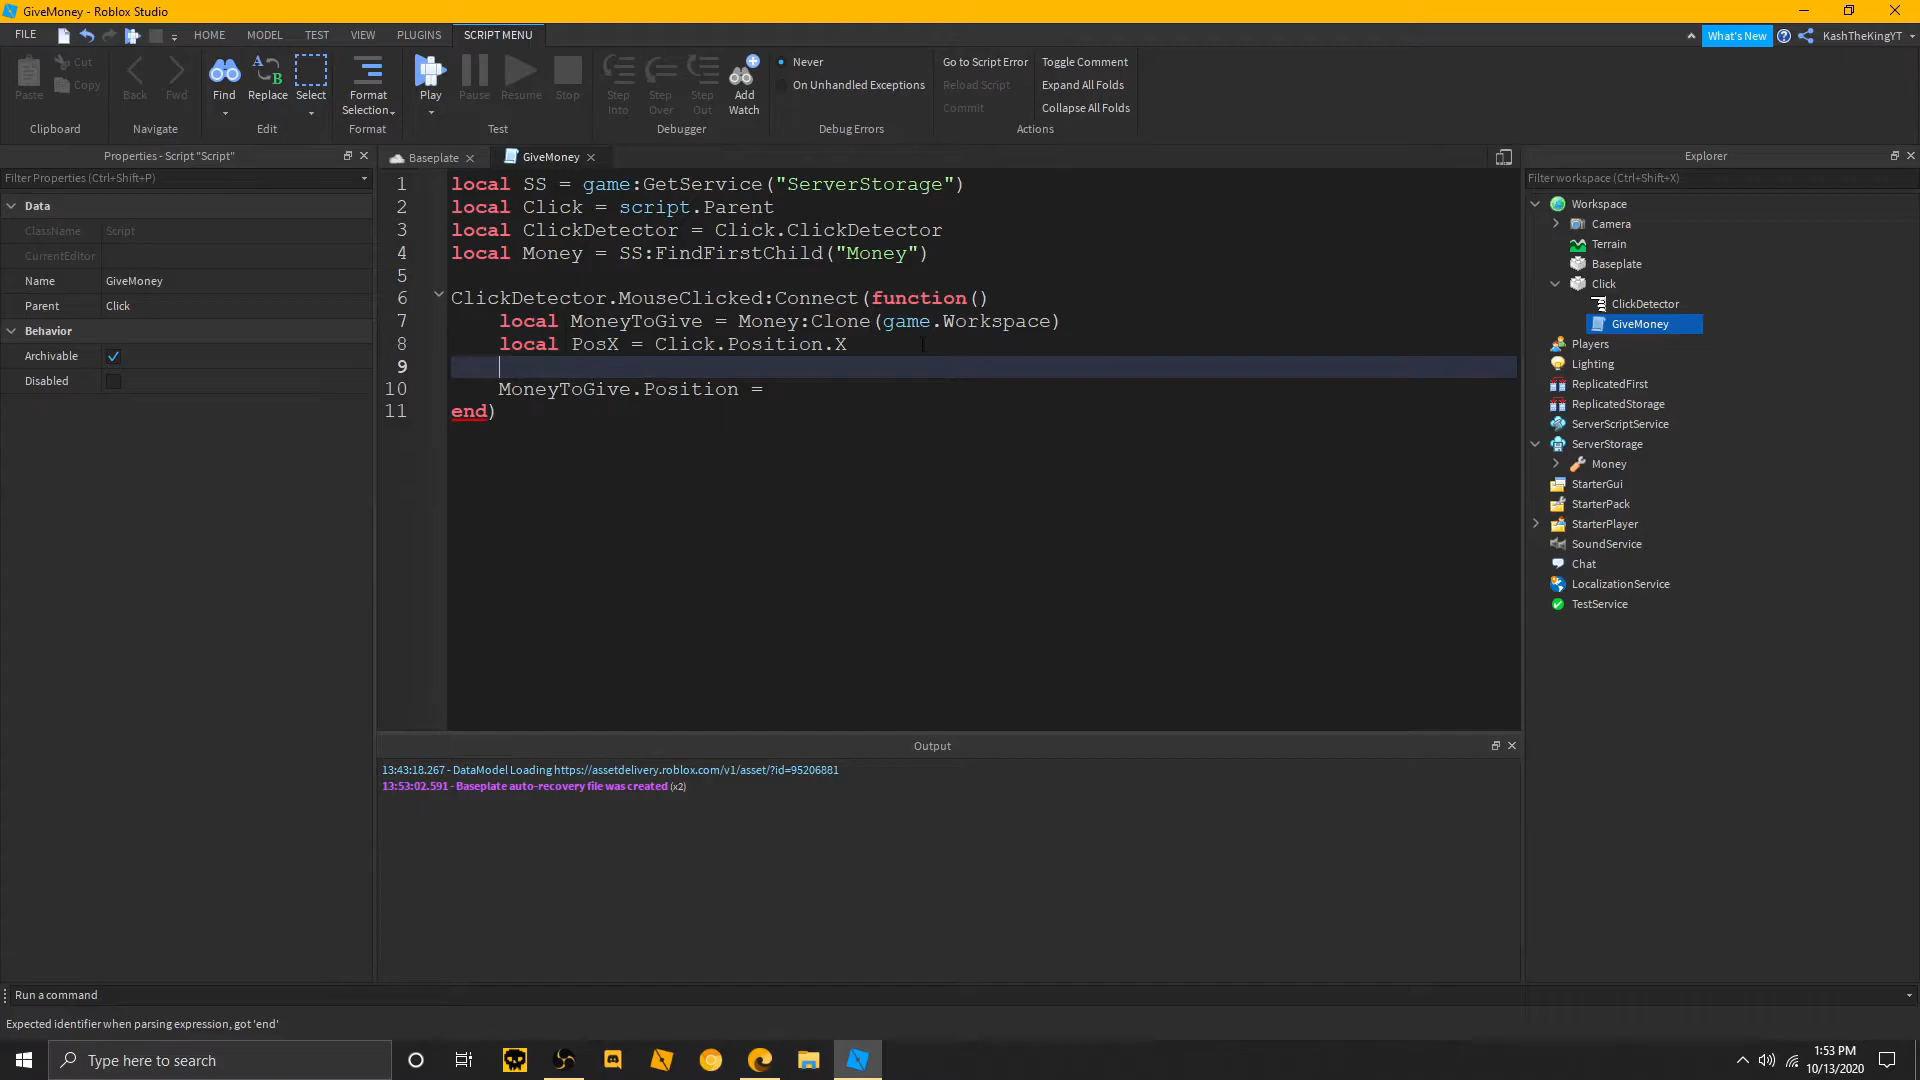 GiveMoney - Roblox Studio
FILE HOME MODEL TEST VIEW PLUGINS SCRIPT MENU What's New KashTheKingYT
Paste Cut Copy Back Fwd Find Replace Select Format Selection Play Pause Resume Stop Step Into Step Over Step Out Add Watch
Never
On Unhandled Exceptions
Go to Script Error
Reload Script
Commit
Toggle Comment
Expand All Folds
Collapse All Folds
Clipboard Navigate Edit Format Test Debugger Debug Errors Actions
Properties - Script "Script"
Filter Properties (Ctrl+Shift+P)
Data
ClassName Script
CurrentEditor
Name GiveMoney
Parent Click
Behavior
Archivable
Disabled
Baseplate GiveMoney
1 local SS = game:GetService("ServerStorage")
2 local Click = script.Parent
3 local ClickDetector = Click.ClickDetector
4 local Money = SS:FindFirstChild("Money")
5
6 ClickDetector.MouseClicked:Connect(function()
7 local MoneyToGive = Money:Clone(game.Workspace)
8 local PosX = Click.Position.X
9
10 MoneyToGive.Position =
11 end)
Output
13:43:18.267 - DataModel Loading https://assetdelivery.roblox.com/v1/asset/?id=95206881
13:53:02.591 - Baseplate auto-recovery file was created (x2)
Explorer
Filter workspace (Ctrl+Shift+X)
Workspace
Camera
Terrain
Baseplate
Click
ClickDetector
GiveMoney
Players
Lighting
ReplicatedFirst
ReplicatedStorage
ServerScriptService
ServerStorage
Money
StarterGui
StarterPack
StarterPlayer
SoundService
Chat
LocalizationService
TestService
Run a command
Expected identifier when parsing expression, got 'end'
Type here to search
1:53 PM
10/13/2020